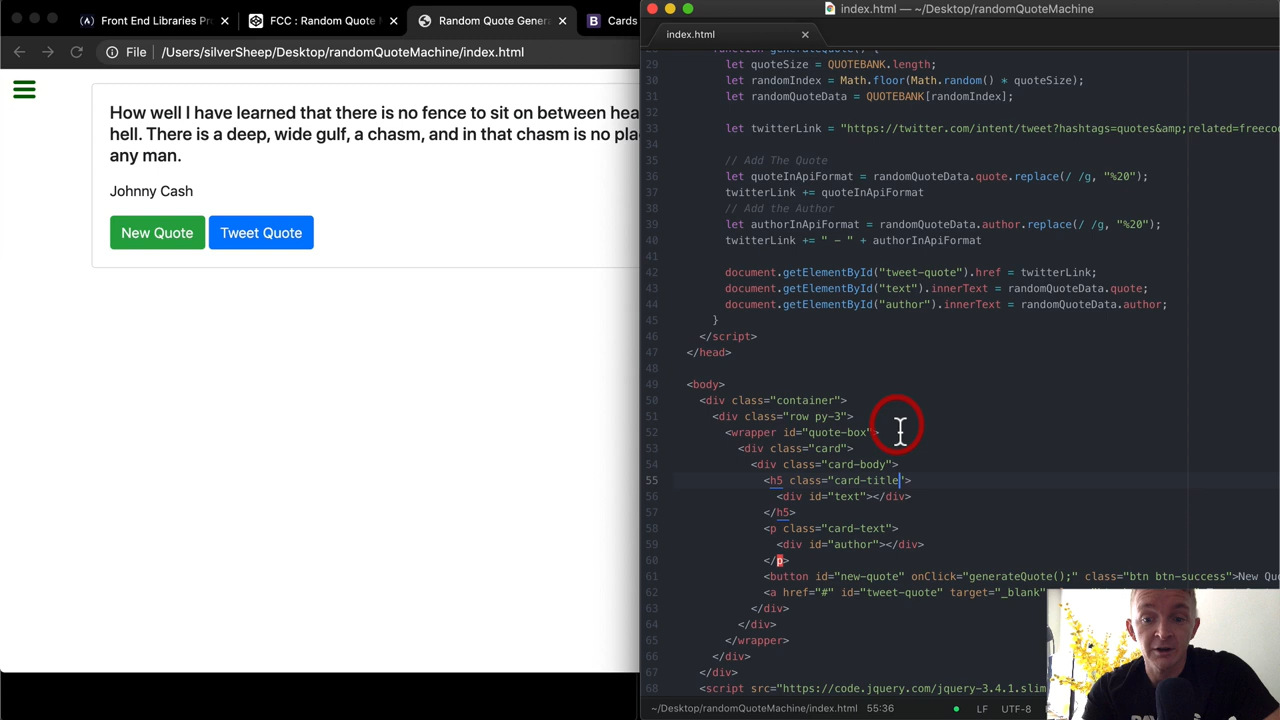 Front End Libraries Pr
FCC : Random Quote
Random Quote Genera
Cards
File
/Users/silverSheep/Desktop/randomQuoteMachine/index.html
How well I have learned that there is no fence to sit on between hea
hell. There is a deep, wide gulf, a chasm, and in that chasm is no pla
any man.
Johnny Cash
New Quote
Tweet Quote
index.html — ~/Desktop/randomQuoteMachine
index.html
29 let quoteSize = QUOTEBANK.length;
30 let randomIndex = Math.floor(Math.random() * quoteSize);
31 let randomQuoteData = QUOTEBANK[randomIndex];
32
33 let twitterLink = "https://twitter.com/intent/tweet?hashtags=quotes&amp;related=freeco
34
35 // Add The Quote
36 let quoteInApiFormat = randomQuoteData.quote.replace(/ /g, "%20");
37 twitterLink += quoteInApiFormat
38 // Add the Author
39 let authorInApiFormat = randomQuoteData.author.replace(/ /g, "%20");
40 twitterLink += " - " + authorInApiFormat
41
42 document.getElementById("tweet-quote").href = twitterLink;
43 document.getElementById("text").innerText = randomQuoteData.quote;
44 document.getElementById("author").innerText = randomQuoteData.author;
45 }
46 </script>
47 </head>
48
49 <body>
50 <div class="container">
51 <div class="row py-3">
52 <wrapper id="quote-box">
53 <div class="card">
54 <div class="card-body">
55 <h5 class="card-title">
56 <div id="text"></div>
57 </h5>
58 <p class="card-text">
59 <div id="author"></div>
60 </p>
61 <button id="new-quote" onClick="generateQuote();" class="btn btn-success">New Qu
62 <a href="#" id="tweet-quote" target="_blank"
63 </div>
64 </div>
65 </wrapper>
66 </div>
67 </div>
68 <script src="https://code.jquery.com/jquery-3.4.1.slim
~/Desktop/randomQuoteMachine/index.html 55:36
LF UTF-8